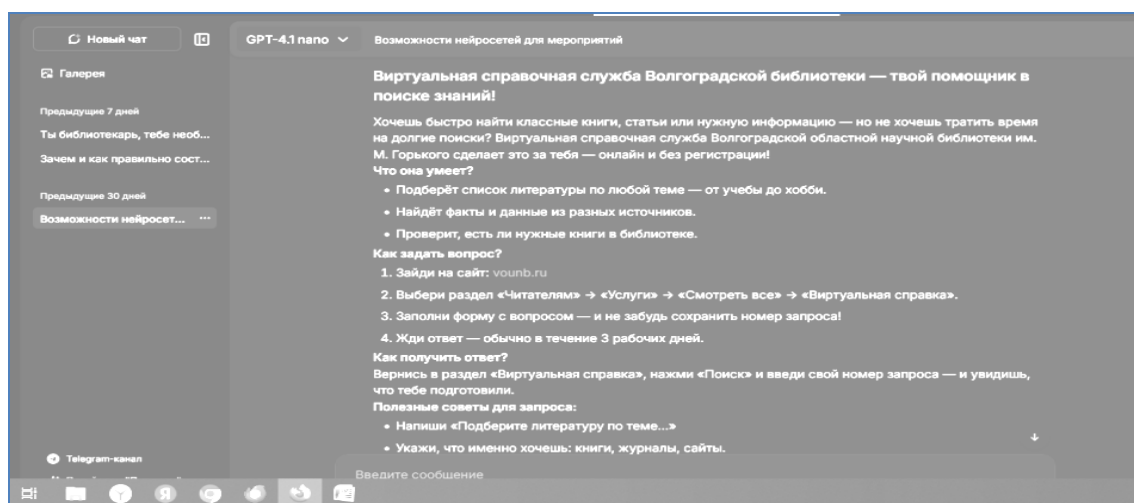 Новый чат
GPT-4.1 nano
Возможности нейросетей для мероприятий
Галерея
Предыдущие 7 дней
Ты библиотекарь, тебе необ...
Зачем и как правильно сост...
Предыдущие 30 дней
Возможности нейросет... ...
Виртуальная справочная служба Волгоградской библиотеки — твой помощник в
поиске знаний!
Хочешь быстро найти классные книги, статьи или нужную информацию — но не хочешь тратить время
на долгие поиски? Виртуальная справочная служба Волгоградской областной научной библиотеки им.
М. Горького сделает это за тебя — онлайн и без регистрации!
Что она умеет?
• Подберёт список литературы по любой теме — от учебы до хобби.
• Найдёт факты и данные из разных источников.
• Проверит, есть ли нужные книги в библиотеке.
Как задать вопрос?
1. Зайди на сайт: vounb.ru
2. Выбери раздел «Читателям» → «Услуги» → «Смотреть все» → «Виртуальная справка».
3. Заполни форму с вопросом — и не забудь сохранить номер запроса!
4. Жди ответ — обычно в течение 3 рабочих дней.
Как получить ответ?
Вернись в раздел «Виртуальная справка», нажми «Поиск» и введи свой номер запроса — и увидишь,
что тебе подготовили.
Полезные советы для запроса:
• Напиши «Подберите литературу по теме...»
• Укажи, что именно хочешь: книги, журналы, сайты.
Telegram-канал
Введите сообщение